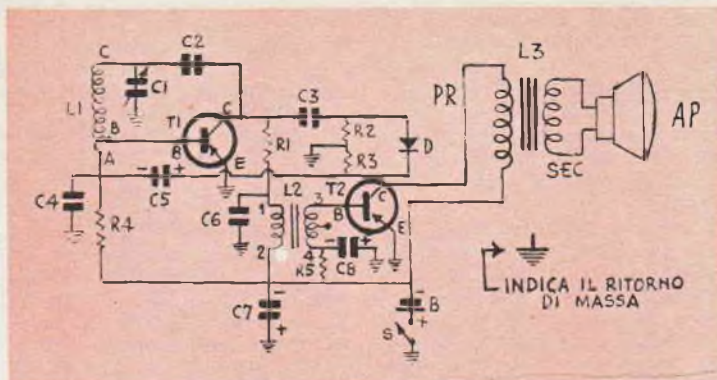 L3
C
C2
C1
PR
AP
L1
C
C3
R2
B
T1
B
R1
D
R3
SEC
A
E
C4
- C5 +
L2
T2
3
C
R4
C6
1
B
E
2
4
- C8 +
R5
INDICA IL RITORNO
DI MASSA
C7
-
+
-
B
+
S